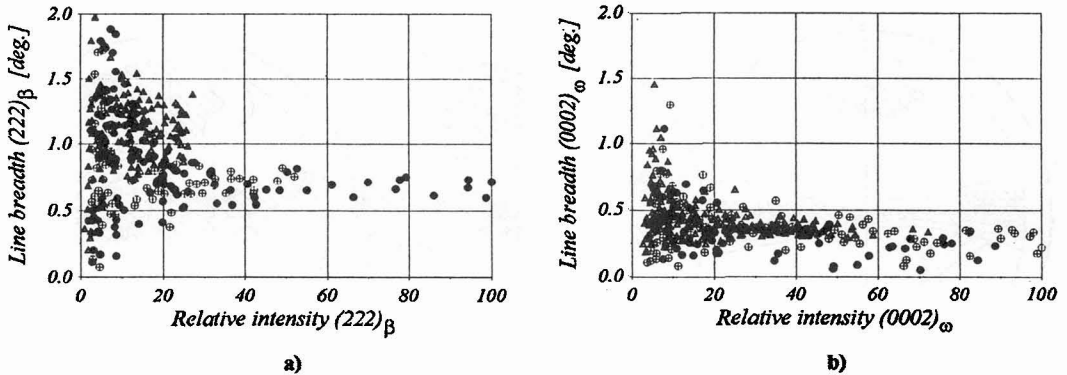 2.0
1.5
1.0
0.5
0.0
Line breadth (222)β [deg.]
0 20 40 60 80 100
Relative intensity (222)β
a)
2.0
1.5
1.0
0.5
0.0
Line breadth (0002)ω [deg.]
0 20 40 60 80 100
Relative intensity (0002)ω
b)